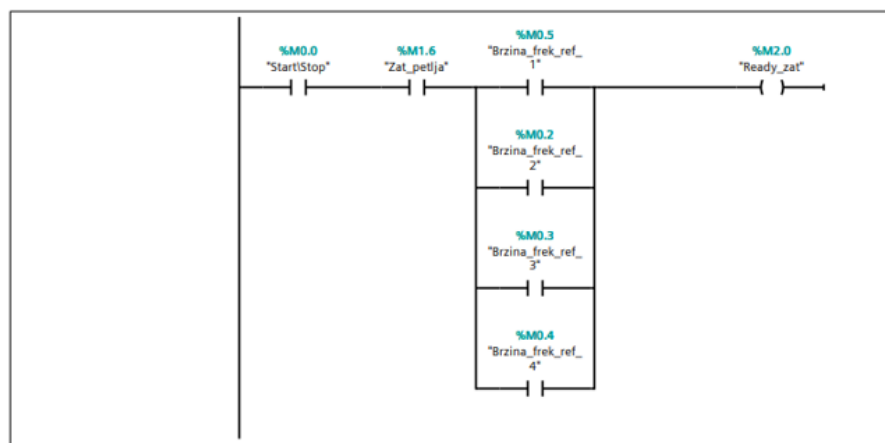 %M0.0
"Start\Stop"
%M1.6
"Zat_petlja"
%M0.5
"Brzina_frek_ref_
1"
%M2.0
"Ready_zat"
%M0.2
"Brzina_frek_ref_
2"
%M0.3
"Brzina_frek_ref_
3"
%M0.4
"Brzina_frek_ref_
4"